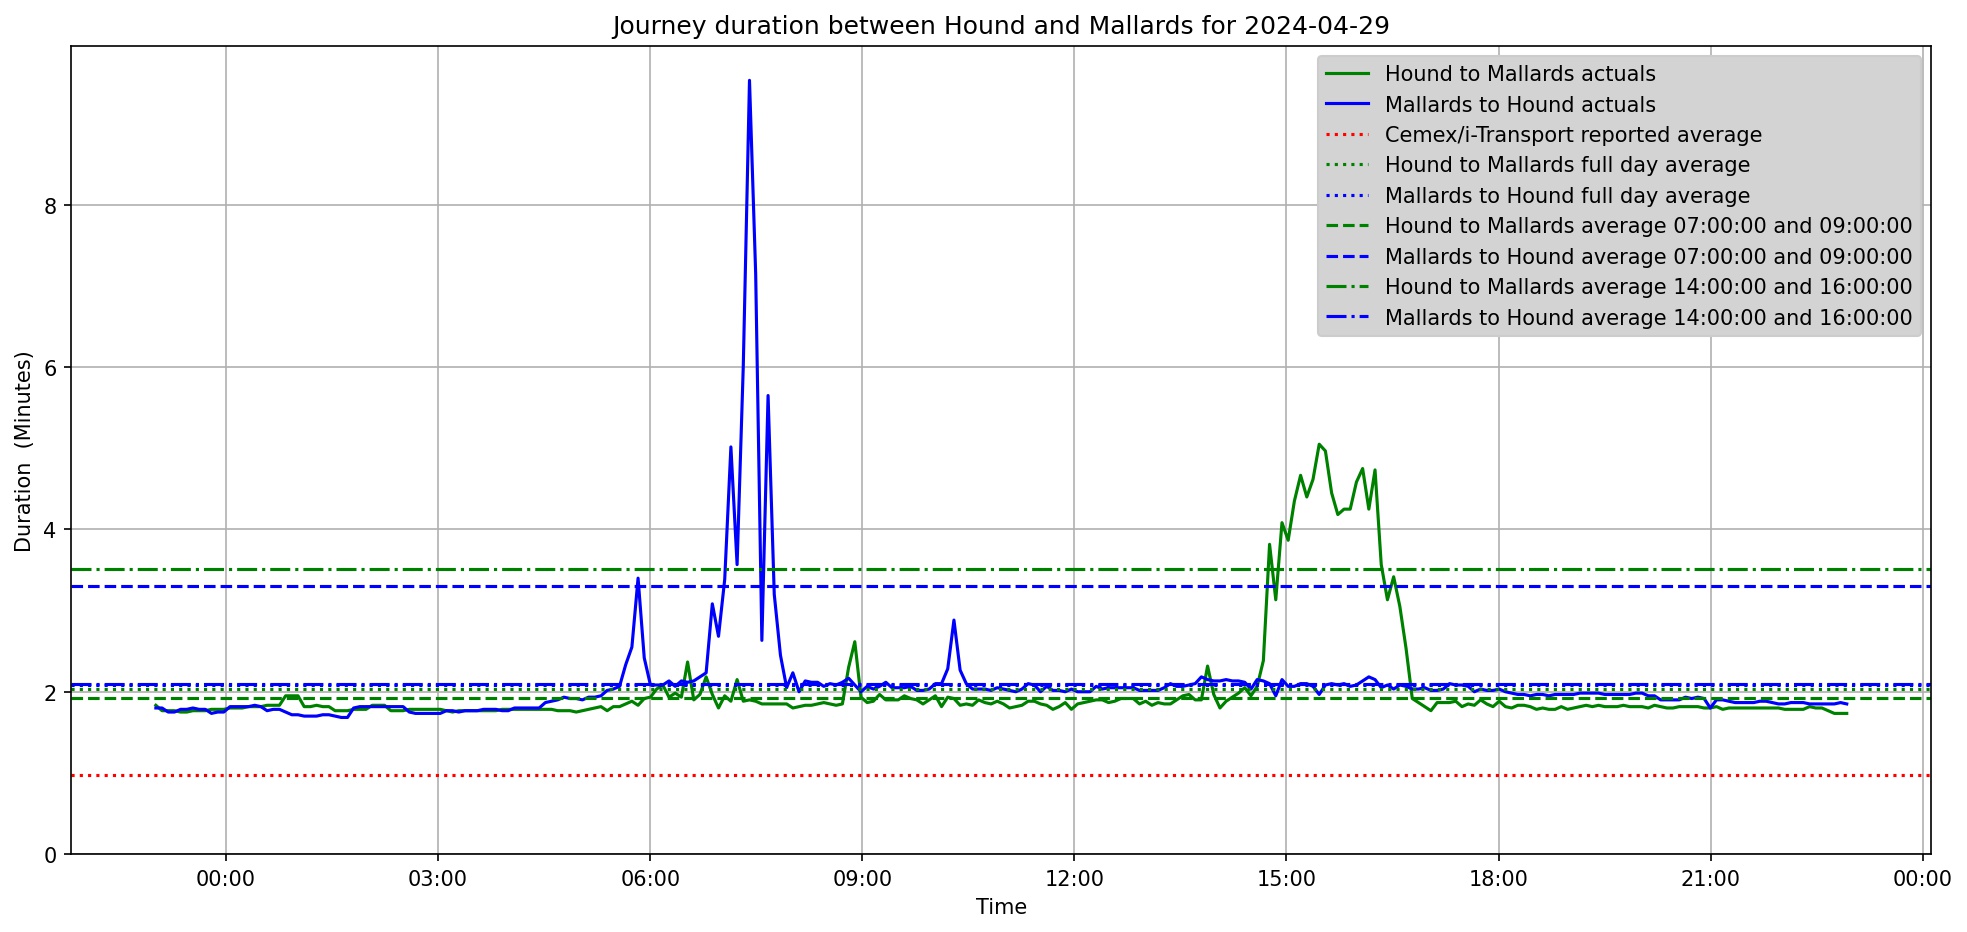 Journey duration between Hound and Mallards for 2024-04-29
Hound to Mallards actuals
Mallards to Hound actuals
Cemex/i-Transport reported average
Hound to Mallards full day average
Mallards to Hound full day average
Hound to Mallards average 07:00:00 and 09:00:00
Mallards to Hound average 07:00:00 and 09:00:00
Hound to Mallards average 14:00:00 and 16:00:00
Mallards to Hound average 14:00:00 and 16:00:00
Duration (Minutes)
8
6
4
2
0
00:00 03:00 06:00 09:00 12:00 15:00 18:00 21:00 00:00
Time